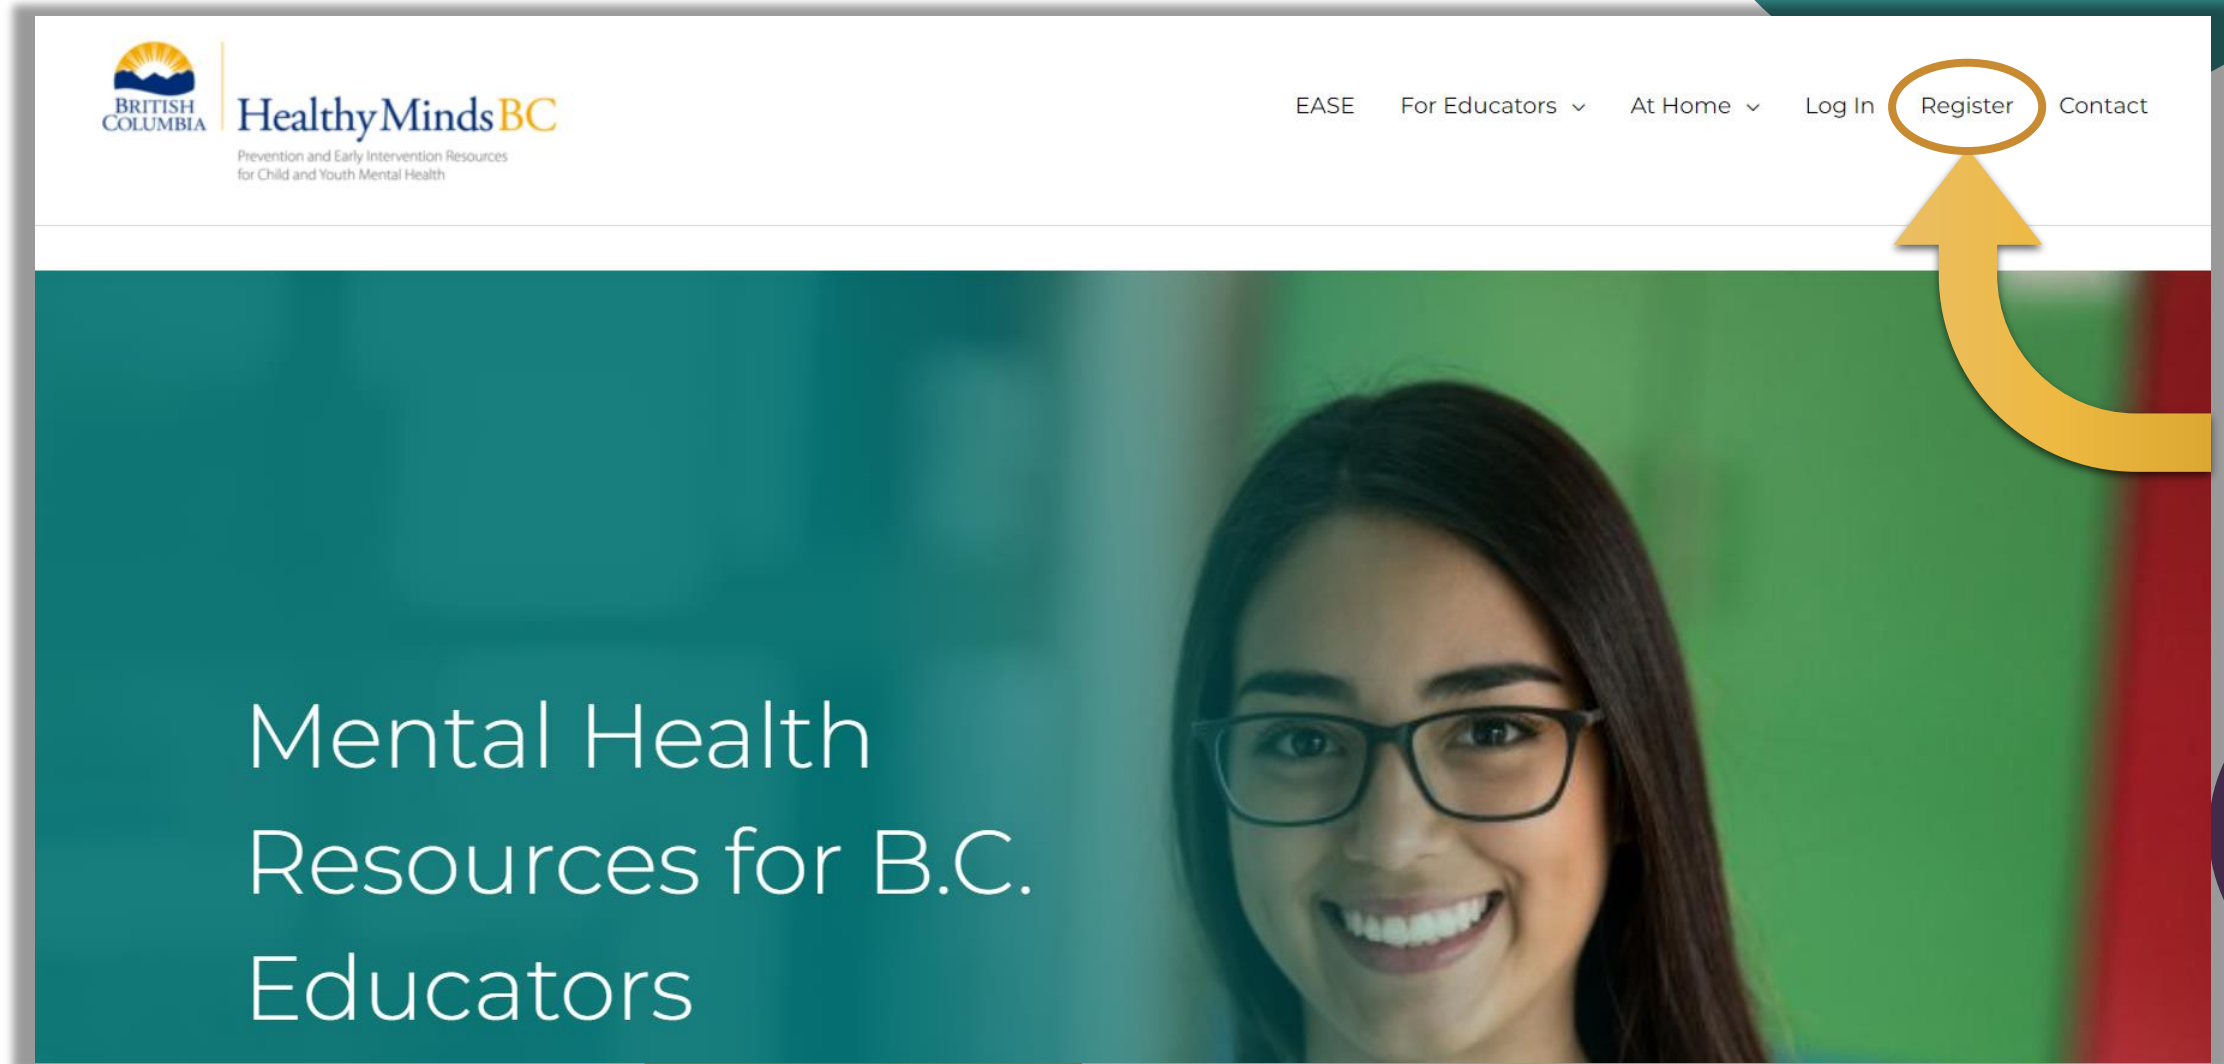 BRITISH
COLUMBIA
HealthyMindsBC
Prevention and Early Intervention Resources
for Child and Youth Mental Health
EASE For Educators At Home Log In Register Contact
Mental Health
Resources for B.C.
Educators